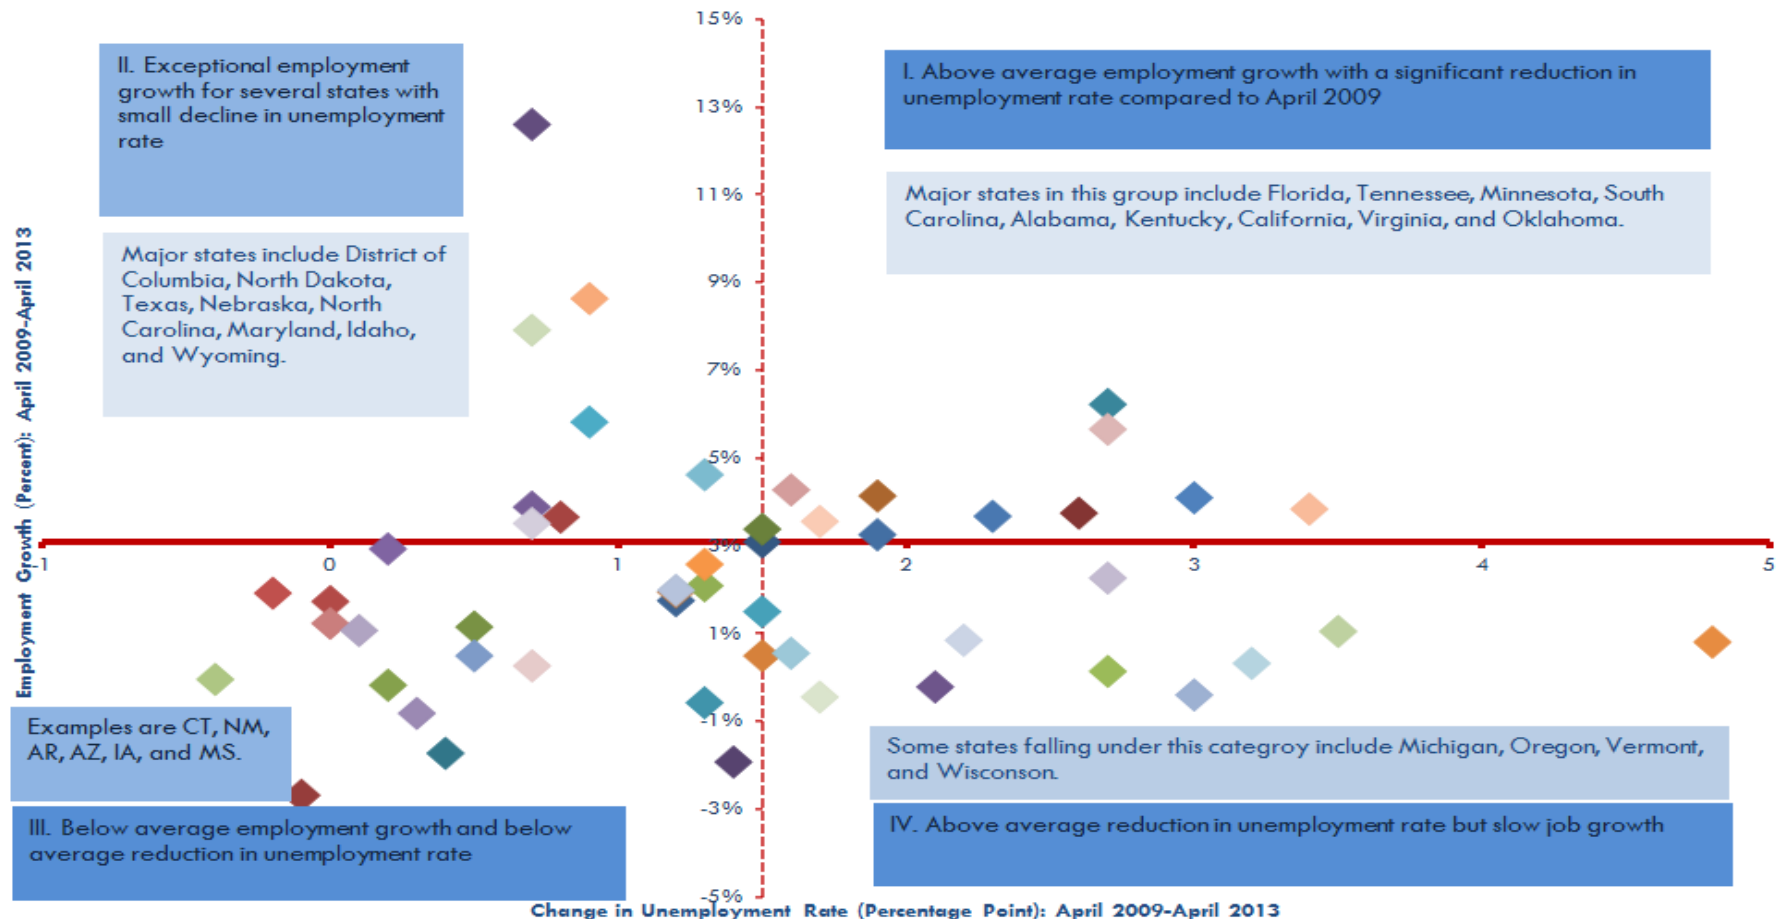 15%
II. Exceptional employment
growth for several states with
small decline in unemployment
rate
I. Above average employment growth with a significant reduction in
unemployment rate compared to April 2009
13%
11%
Major states in this group include Florida, Tennessee, Minnesota, South
Carolina, Alabama, Kentucky, California, Virginia, and Oklahoma.
Major states include District of
Columbia, North Dakota,
Texas, Nebraska, North
Carolina, Maryland, Idaho,
and Wyoming.
9%
7%
5%
3%
-1
0
1
2
3
4
5
1%
-1%
-3%
-5%
Employment Growth (Percent): April 2009-April 2013
Examples are CT, NM,
AR, AZ, IA, and MS.
III. Below average employment growth and below
average reduction in unemployment rate
Some states falling under this categroy include Michigan, Oregon, Vermont,
and Wisconson.
IV. Above average reduction in unemployment rate but slow job growth
Change in Unemployment Rate (Percentage Point): April 2009-April 2013